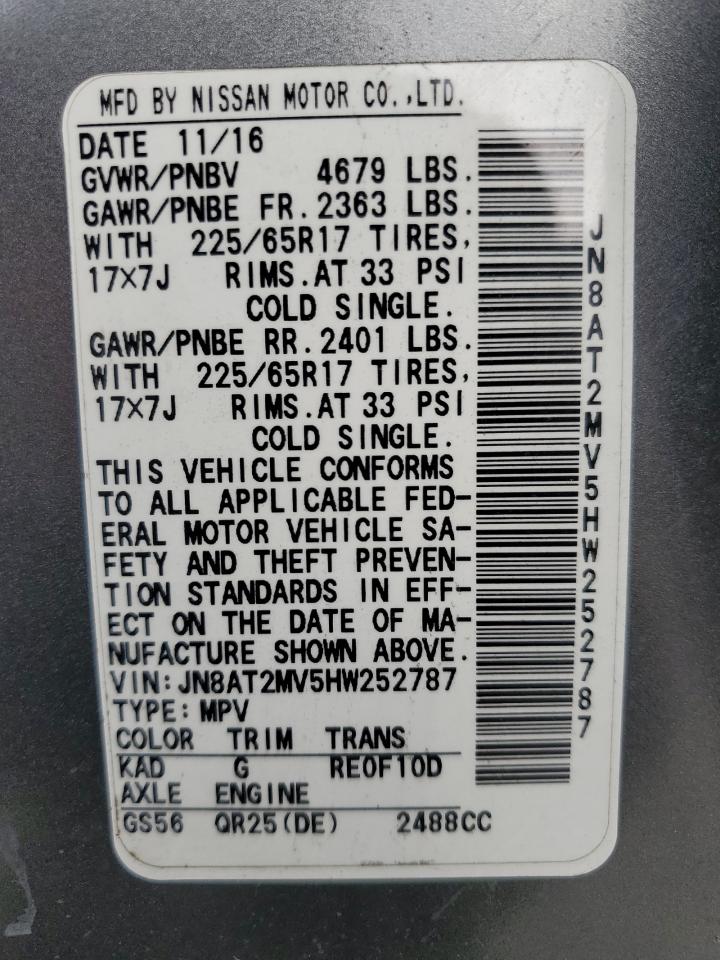 MFD BY NISSAN MOTOR CO.,LTD.
DATE 11/16
GVWR/PNBV 4679 LBS.
GAWR/PNBE FR.2363 LBS.
WITH 225/65R17 TIRES,
17×7J RIMS.AT 33 PSI
COLD SINGLE.
GAWR/PNBE RR.2401 LBS.
WITH 225/65R17 TIRES,
17×7J RIMS.AT 33 PSI
COLD SINGLE.
THIS VEHICLE CONFORMS
TO ALL APPLICABLE FED-
ERAL MOTOR VEHICLE SA-
FETY AND THEFT PREVEN-
TION STANDARDS IN EFF-
ECT ON THE DATE OF MA-
NUFACTURE SHOWN ABOVE.
VIN:JN8AT2MV5HW252787
TYPE:MPV
COLOR TRIM TRANS
KAD G RE0F10D
AXLE ENGINE
GS56 QR25(DE) 2488CC
JN8AT2MV5HW252787